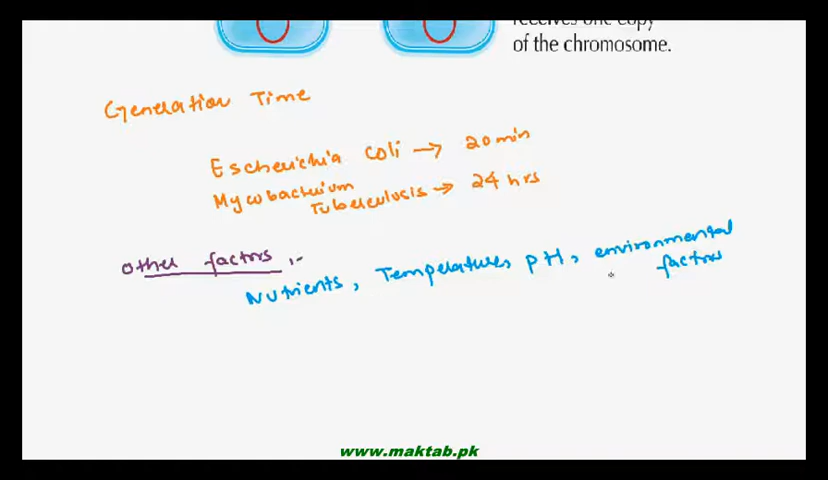 receives one copy
of the chromosome.
Generation Time
Escherichia coli → 20 min
Mycobacterium
Tuberculosis → 24 hrs
Other factors :-
Nutrients, Temperature, pH, environmental
factors
www.maktab.pk